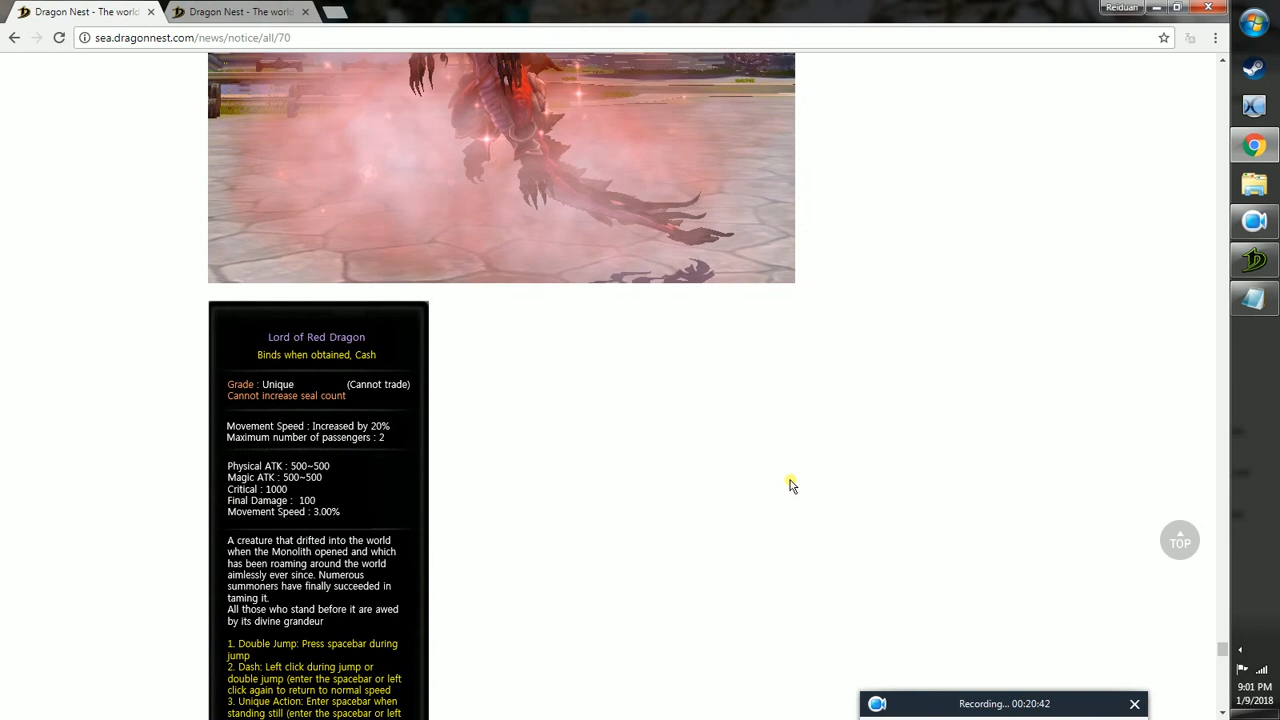 Dragon Nest - The world
Dragon Nest - The world
Reiduan
sea.dragonnest.com/news/notice/all/70
Lord of Red Dragon
Binds when obtained, Cash
Grade : Unique (Cannot trade)
Cannot increase seal count
Movement Speed : Increased by 20%
Maximum number of passengers : 2
Physical ATK : 500~500
Magic ATK : 500~500
Critical : 1000
Final Damage : 100
Movement Speed : 3.00%
A creature that drifted into the world
when the Monolith opened and which
has been roaming around the world
aimlessly ever since. Numerous
summoners have finally succeeded in
taming it.
All those who stand before it are awed
by its divine grandeur
1. Double Jump: Press spacebar during
jump
2. Dash: Left click during jump or
double jump (enter the spacebar or left
click again to return to normal speed
3. Unique Action: Enter spacebar when
standing still (enter the spacebar or left
TOP
Recording... 00:20:42
9:01 PM
1/9/2018